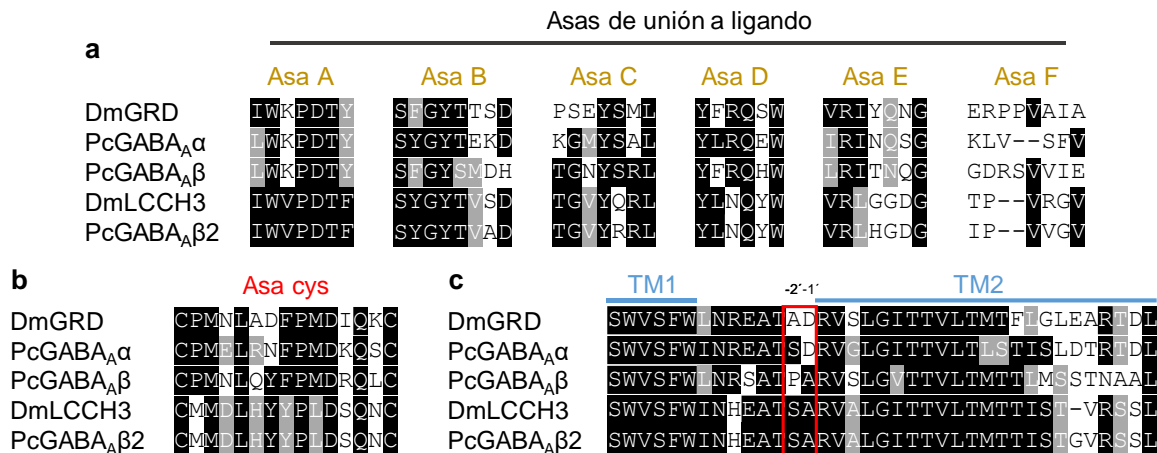 Asas de unión a ligando
a
Asa A Asa B Asa C Asa D Asa E Asa F
DmGRD IWKPDTY SFGYTTSD PSEYSML YFRQSW VRIYQNG ERPPVAIA
PcGABAAα LWKPDTY SYGYTEKD KGMYSAL YLRQEW IRINQSG KLV--SFV
PcGABAAβ LWKPDTY SFGYSMDH TGNYSRL YFRQHW LRITNQG GDRSVVIE
DmLCCH3 IWVPDTF SYGYTVSD TGVYQRL YLNQYW VRLGGDG TP--VRGV
PcGABAAβ2 IWVPDTF SYGYTVAD TGVYRRL YLNQYW VRLHGDG IP--VVGV
b
Asa cys
DmGRD CPMNLADFPMDIQKC
PcGABAAα CPMELRNFPMDKQSC
PcGABAAβ CPMNLQYFPMDRQLC
DmLCCH3 CMMDLHYYPLDSQNC
PcGABAAβ2 CMMDLHYYPLDSQNC
c
TM1 -2´-1´ TM2
DmGRD SWVSFWLNREATADRVSLGITTVLTMTFLGLEARTDL
PcGABAAα SWVSFWINREATSDRVGLGITTVLTLSTISLDTRTDL
PcGABAAβ SWVSFWLNRSATPARVSLGVTTVLTMTTLMSSTNAAL
DmLCCH3 SWVSFWINHEATSARVALGITTVLTMTTIST-VRSSL
PcGABAAβ2 SWVSFWINHEATSARVALGITTVLTMTTISTGVRSSL